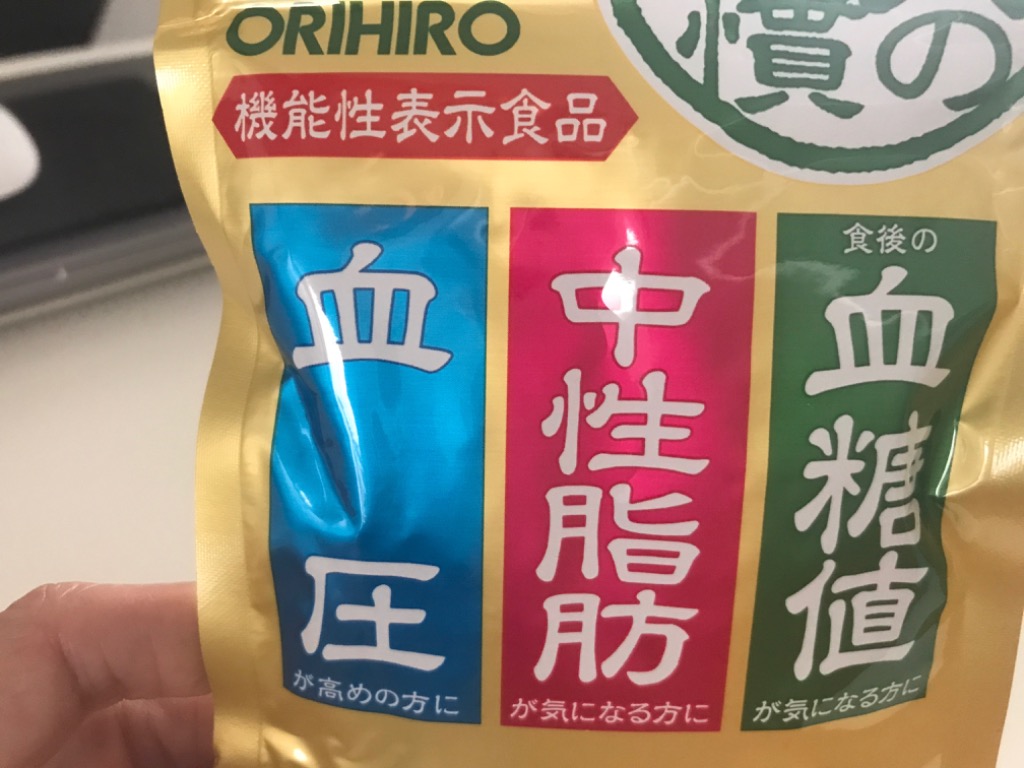 ORIHIRO
慣の
機能性表示食品
血圧
が高めの方に
中性脂肪
が気になる方に
食後の
血糖値
が気になる方に